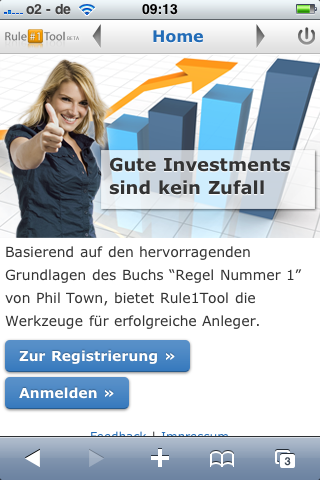 o2 - de 09:13
Rule #1 Tool BETA
Home
Gute Investments
sind kein Zufall
Basierend auf den hervorragenden
Grundlagen des Buchs “Regel Nummer 1”
von Phil Town, bietet Rule1Tool die
Werkzeuge für erfolgreiche Anleger.
Zur Registrierung »
Anmelden »
Feedback | Impressum
3